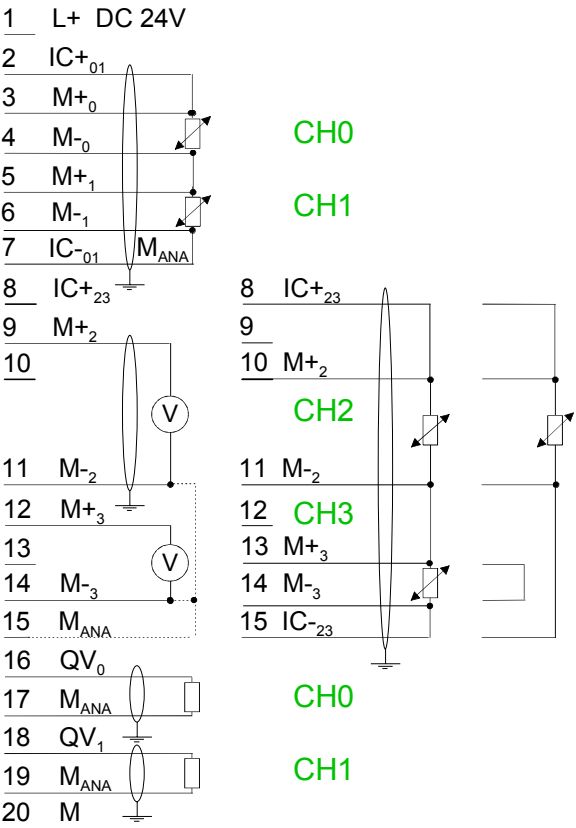 1 L+ DC 24V
2 IC+01
3 M+0
4 M-0
CH0
5 M+1
6 M-1
CH1
7 IC-01 MANA
8 IC+23
9 M+2
10
V
11 M-2
12 M+3
13
V
14 M-3
15 MANA
8 IC+23
9
10 M+2
CH2
11 M-2
12 CH3
13 M+3
14 M-3
15 IC-23
16 QV0
17 MANA
CH0
18 QV1
19 MANA
CH1
20 M